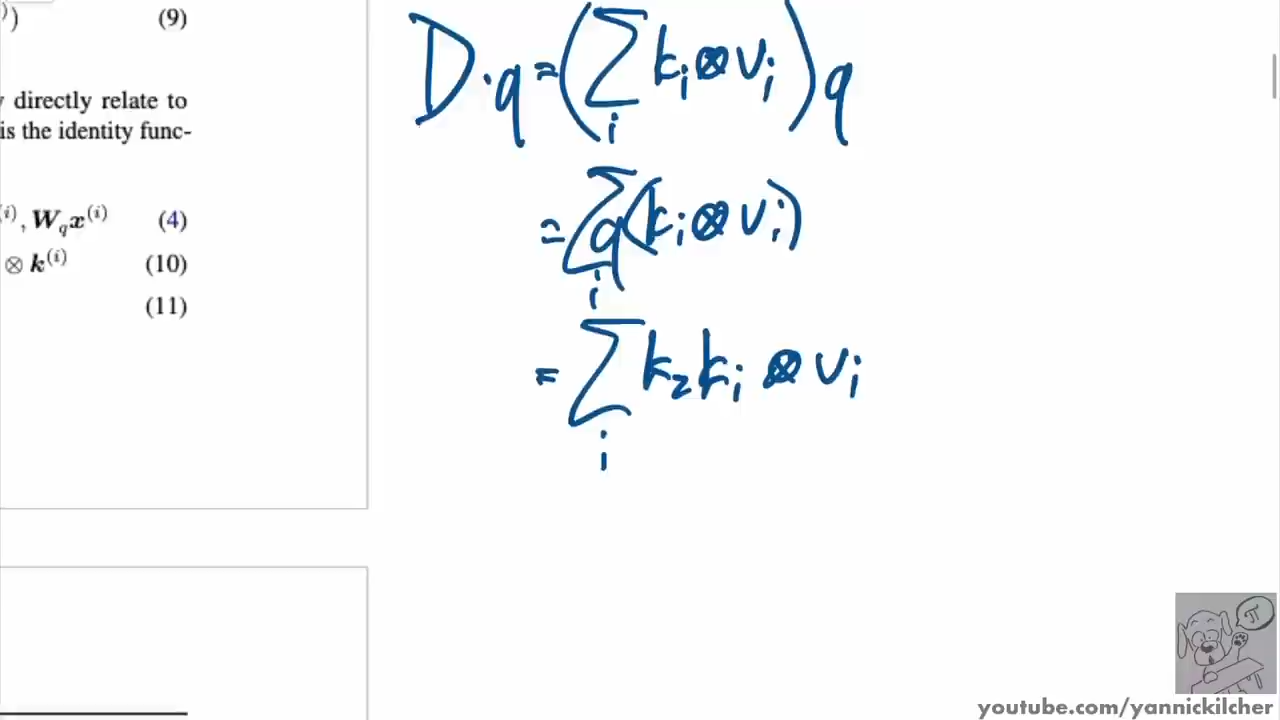 ) (9)
directly relate to
is the identity func-
(i), W_q x^(i) (4)
⊗ k^(i) (10)
(11)
D·q = (∑_i k_i ⊗ v_i) q
= ∑_i q(k_i ⊗ v_i)
= ∑_i k_2 k_i ⊗ v_i
π
youtube.com/yannickilcher